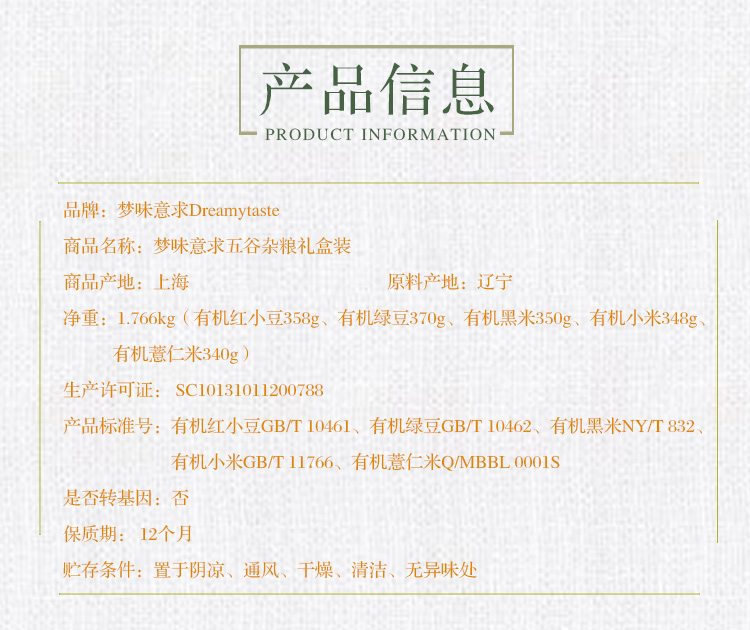 产品信息
PRODUCT INFORMATION
品牌：梦味意求Dreamytaste
商品名称：梦味意求五谷杂粮礼盒装
商品产地：上海 原料产地：辽宁
净重：1.766kg（有机红小豆358g、有机绿豆370g、有机黑米350g、有机小米348g、
有机薏仁米340g）
生产许可证： SC10131011200788
产品标准号：有机红小豆GB/T 10461、有机绿豆GB/T 10462、有机黑米NY/T 832、
有机小米GB/T 11766、有机薏仁米Q/MBBL 0001S
是否转基因：否
保质期： 12个月
贮存条件：置于阴凉、通风、干燥、清洁、无异味处